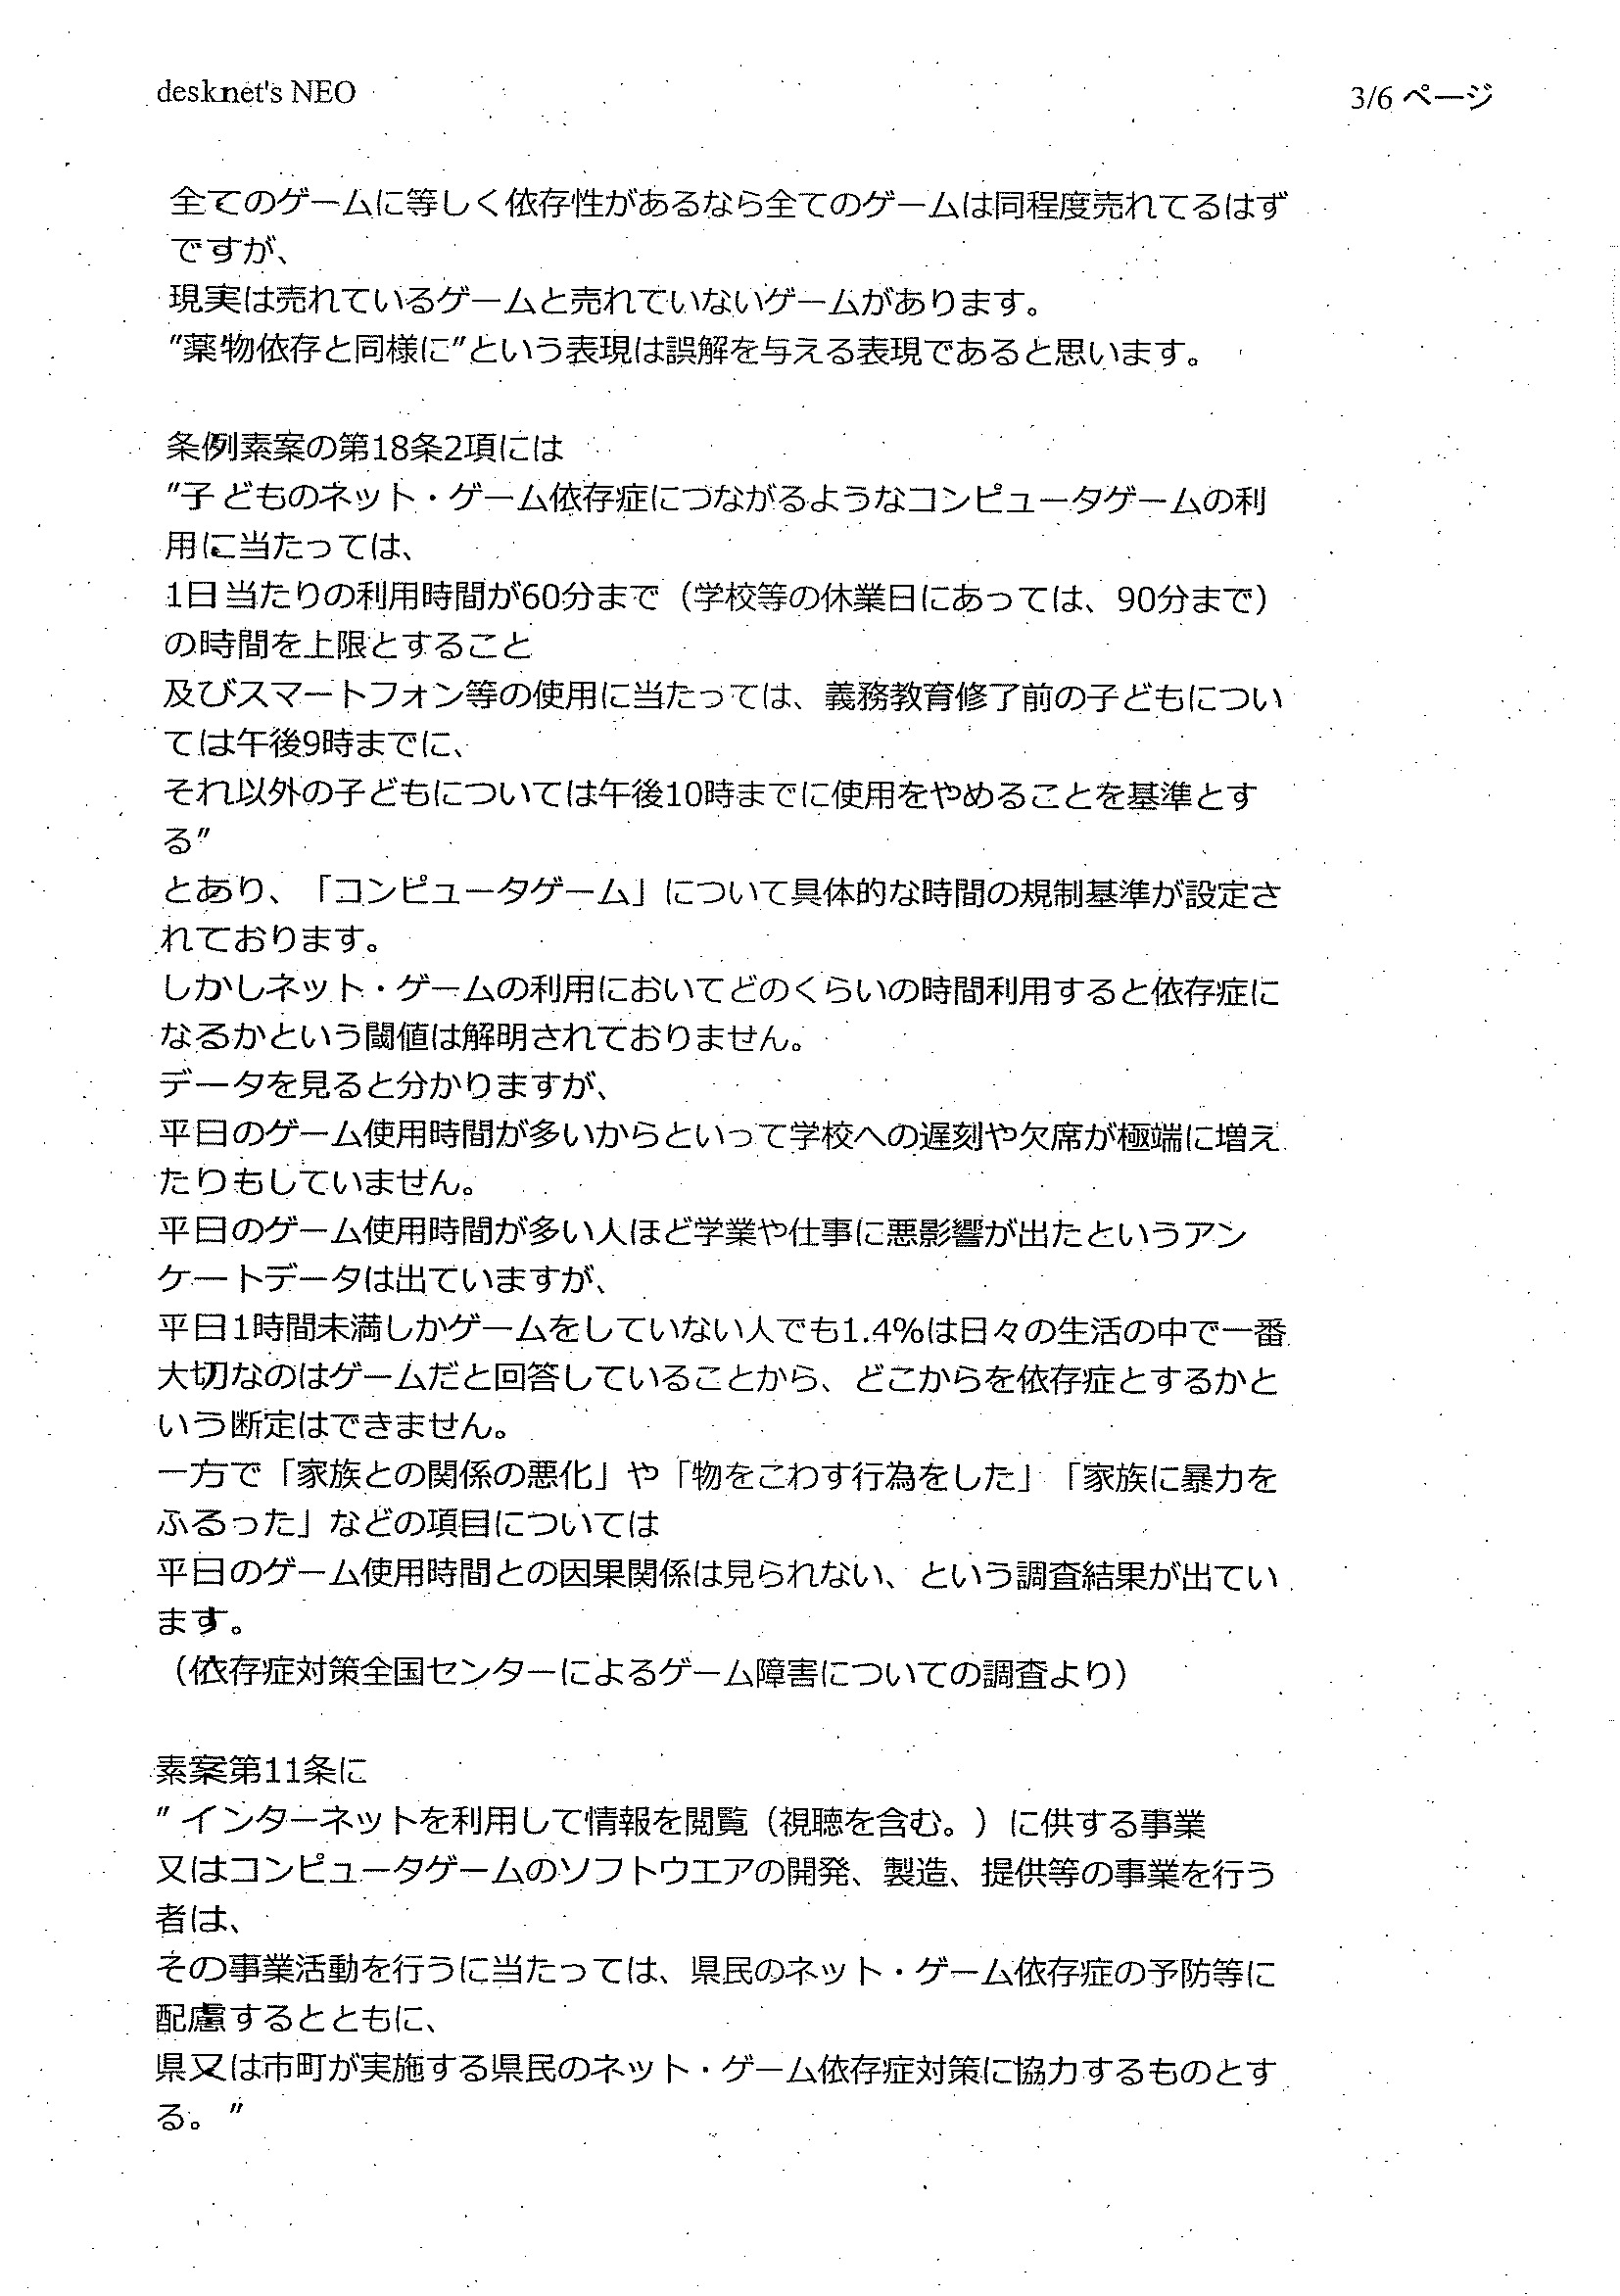 desknet's NEO
3/6 ページ
全てのゲームに等しく依存性があるなら全てのゲームは同程度売れてるはず
ですが、
現実は売れているゲームと売れていないゲームがあります。
"薬物依存と同様に"という表現は誤解を与える表現であると思います。
条例素案の第18条2項には
"子どものネット・ゲーム依存症につながるようなコンピュータゲームの利
用に当たっては、
1日当たりの利用時間が60分まで（学校等の休業日にあっては、90分まで）
の時間を上限とすること
及びスマートフォン等の使用に当たっては、義務教育修了前の子どもについ
ては午後9時までに、
それ以外の子どもについては午後10時までに使用をやめることを基準とす
る"
とあり、「コンピュータゲーム」について具体的な時間の規制基準が設定さ
れております。
しかしネット・ゲームの利用においてどのくらいの時間利用すると依存症に
なるかという閾値は解明されておりません。
データを見ると分かりますが、
平日のゲーム使用時間が多いからといって学校への遅刻や欠席が極端に増え
たりもしていません。
平日のゲーム使用時間が多い人ほど学業や仕事に悪影響が出たというアン
ケートデータは出ていますが、
平日1時間未満しかゲームをしていない人でも1.4%は日々の生活の中で一番
大切なのはゲームだと回答していることから、どこからを依存症とするかと
いう断定はできません。
一方で「家族との関係の悪化」や「物をこわす行為をした」「家族に暴力を
ふるった」などの項目については
平日のゲーム使用時間との因果関係は見られない、という調査結果が出てい
ます。
（依存症対策全国センターによるゲーム障害についての調査より）
素案第11条に
" インターネットを利用して情報を閲覧（視聴を含む。）に供する事業
又はコンピュータゲームのソフトウエアの開発、製造、提供等の事業を行う
者は、
その事業活動を行うに当たっては、県民のネット・ゲーム依存症の予防等に
配慮するとともに、
県又は市町が実施する県民のネット・ゲーム依存症対策に協力するものとす
る。"